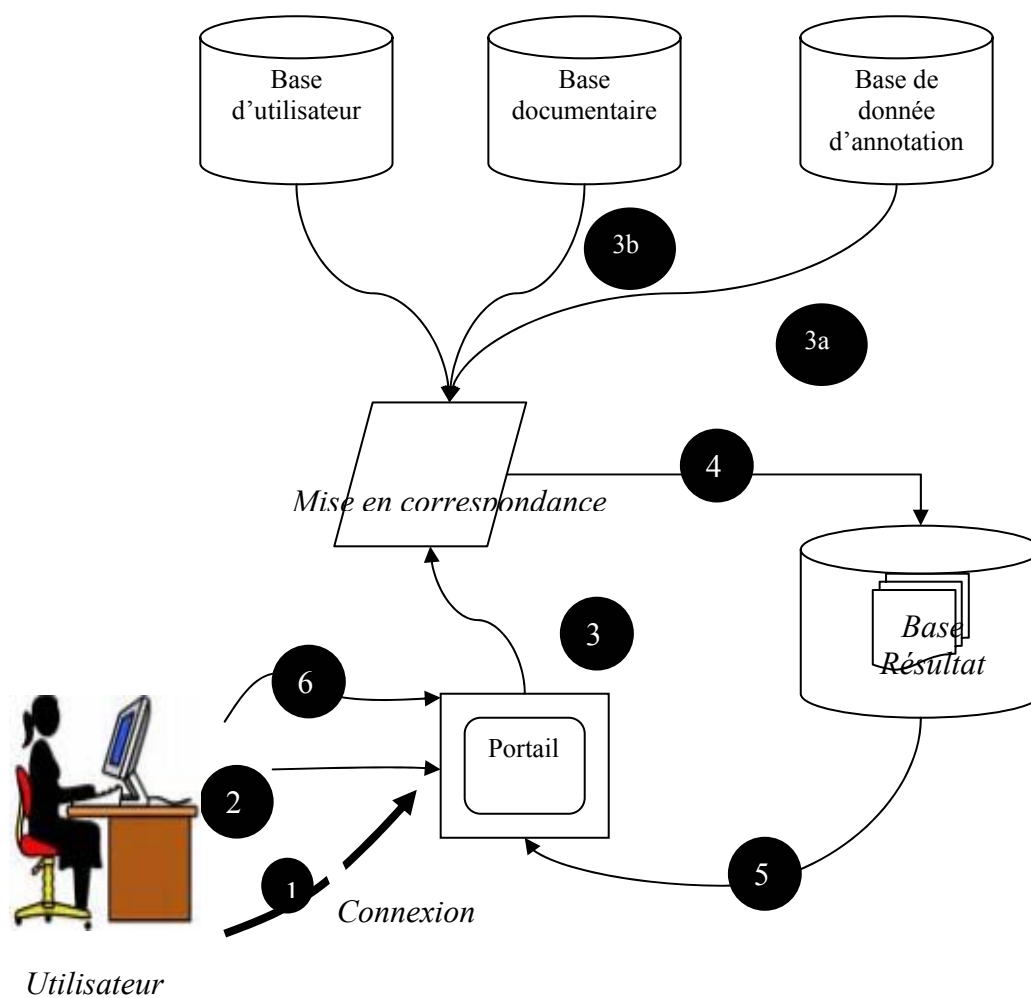 Base
d’utilisateur
Base
documentaire
Base de
donnée
d’annotation
3b
3a
4
Mise en correspondance
3
Base
Résultat
6
Portail
2
5
1
Connexion
Utilisateur